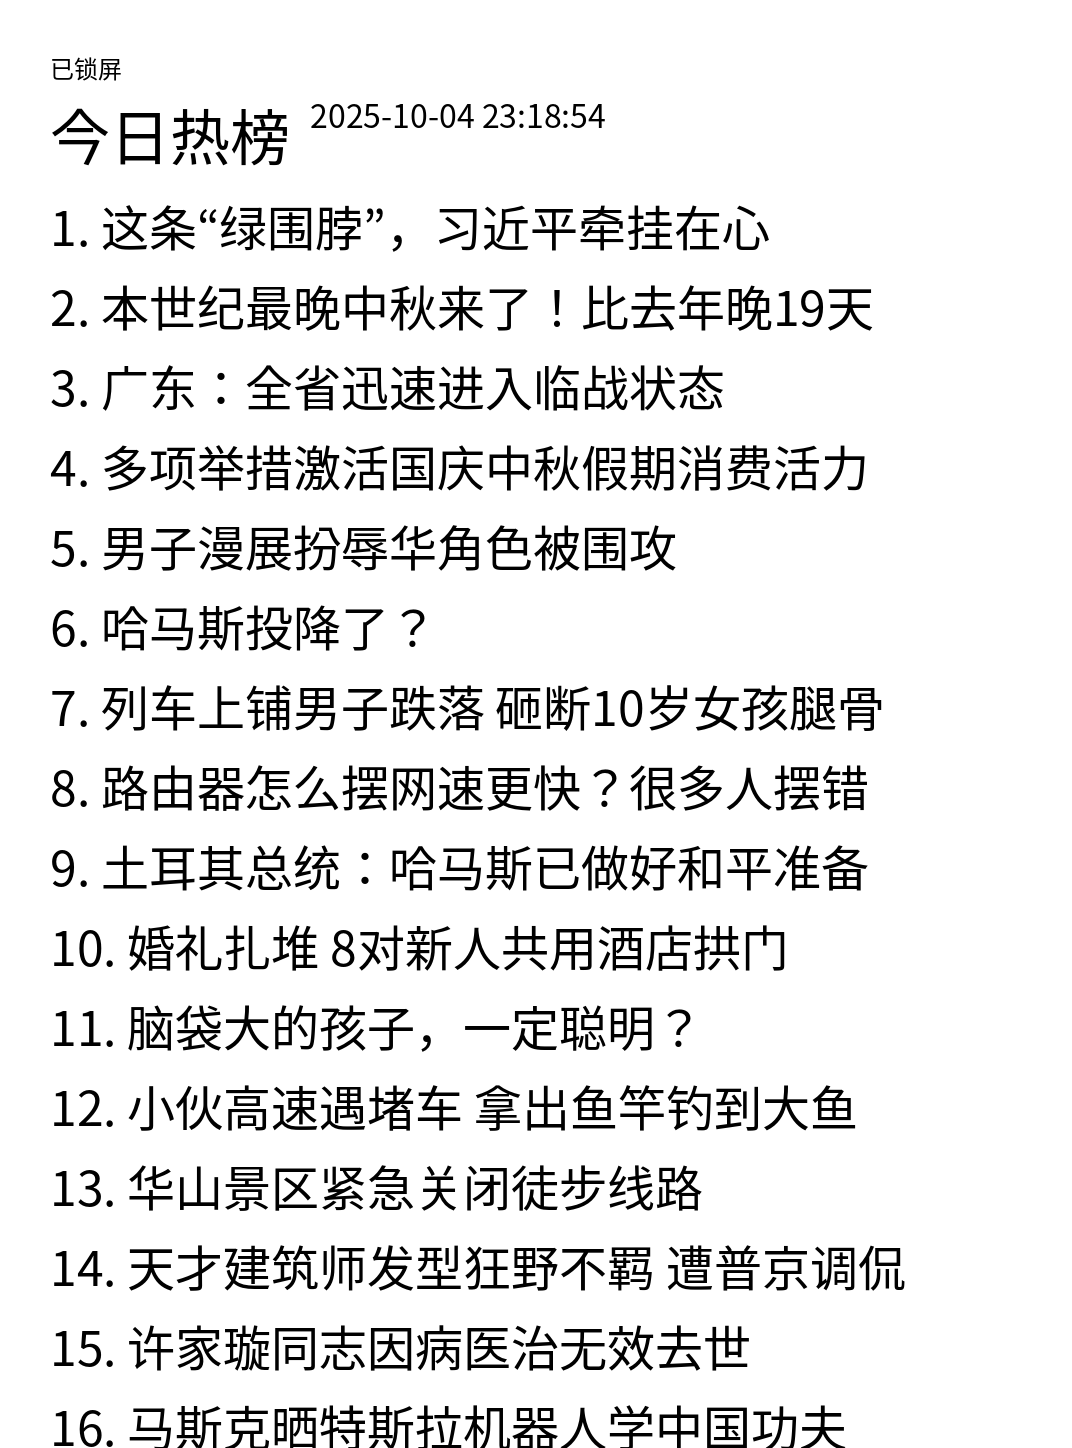 已锁屏
今日热榜 2025-10-04 23:18:54
1. 这条“绿围脖”，习近平牵挂在心
2. 本世纪最晚中秋来了！比去年晚19天
3. 广东：全省迅速进入临战状态
4. 多项举措激活国庆中秋假期消费活力
5. 男子漫展扮辱华角色被围攻
6. 哈马斯投降了？
7. 列车上铺男子跌落 砸断10岁女孩腿骨
8. 路由器怎么摆网速更快？很多人摆错
9. 土耳其总统：哈马斯已做好和平准备
10. 婚礼扎堆 8对新人共用酒店拱门
11. 脑袋大的孩子，一定聪明？
12. 小伙高速遇堵车 拿出鱼竿钓到大鱼
13. 华山景区紧急关闭徒步线路
14. 天才建筑师发型狂野不羁 遭普京调侃
15. 许家璇同志因病医治无效去世
16. 马斯克晒特斯拉机器人学中国功夫